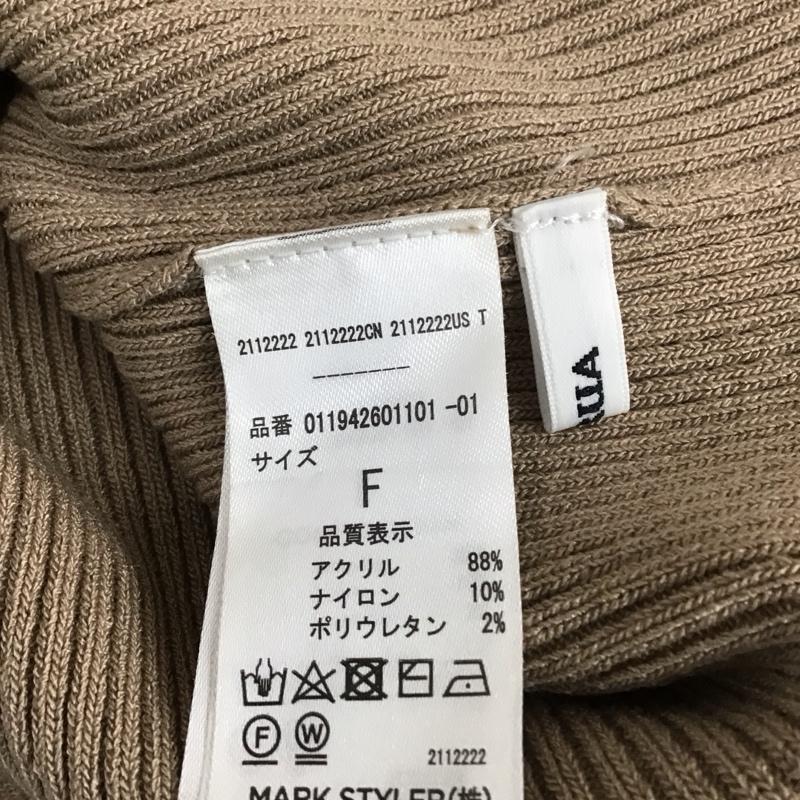 2112222 2112222CN 2112222US T
-------
品番 011942601101 -01
サイズ
F
品質表示
アクリル 88%
ナイロン 10%
ポリウレタン 2%
F W
2112222
MARK STYLER(株)